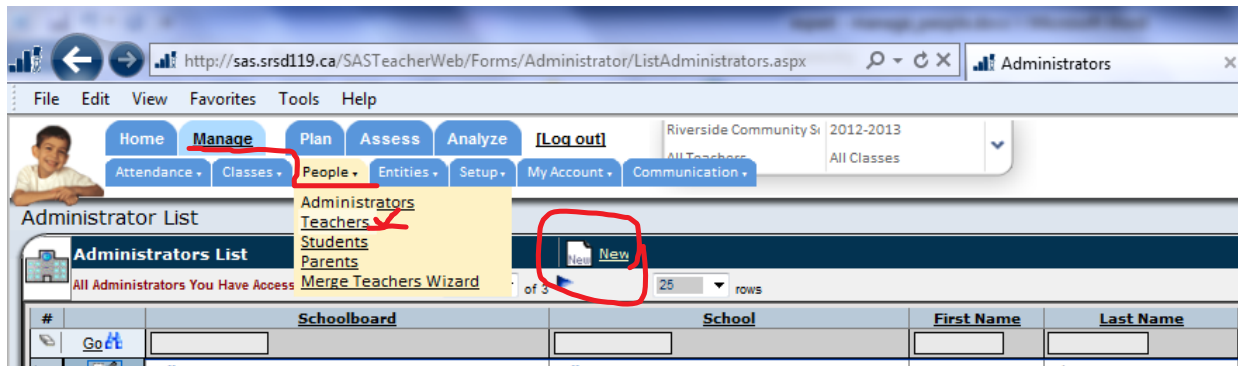 http://sas.srsd119.ca/SASTeacherWeb/Forms/Administrator/ListAdministrators.aspx
Administrators
File Edit View Favorites Tools Help
Home Manage Plan Assess Analyze [Log out]
Riverside Community 2012-2013
All Teachers All Classes
Attendance Classes People Entities Setup My Account Communication
Administrators
Teachers
Students
Parents
Merge Teachers Wizard
Administrator List
Administrators List
New New
All Administrators You Have Access
of 3 25 rows
# Schoolboard School First Name Last Name
Go